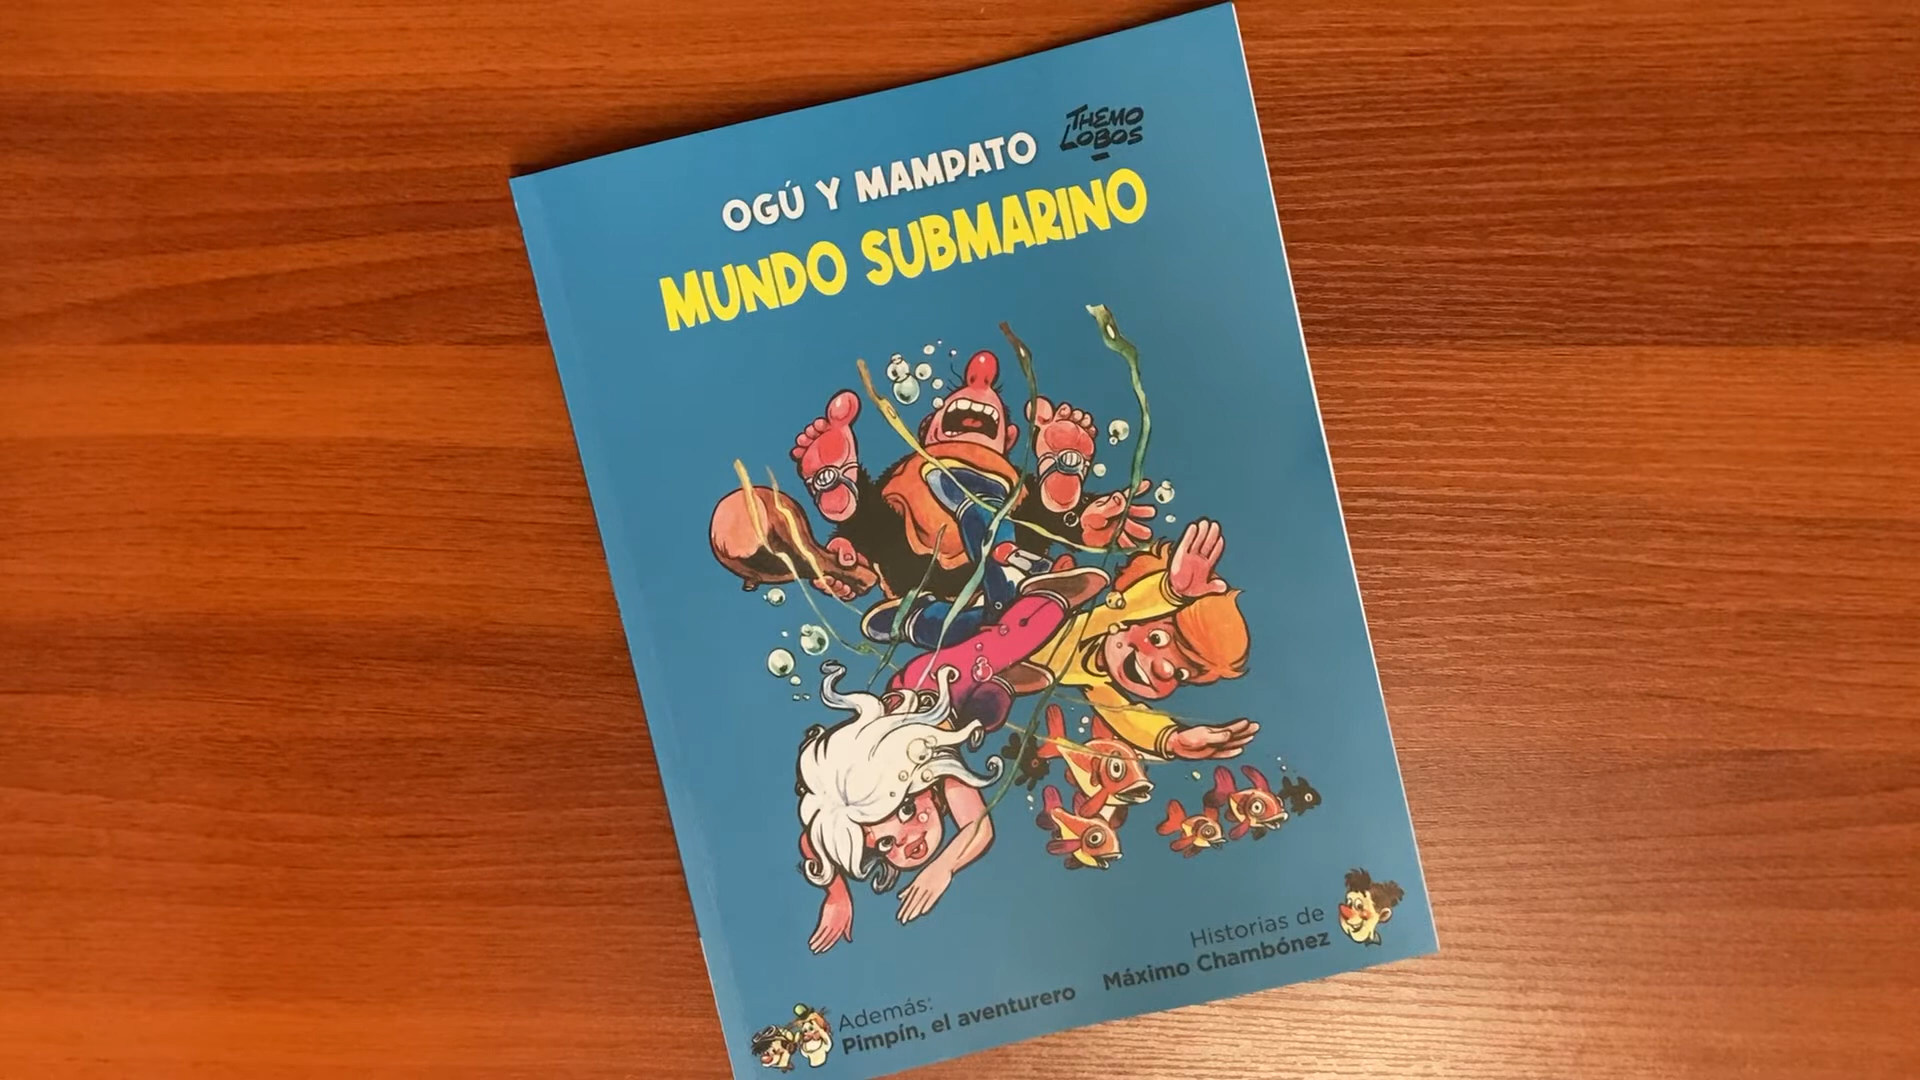 THEMO
LOBOS
OGÚ Y MAMPATO
MUNDO SUBMARINO
Historias de
Máximo Chambónez
Además:
Pimpín, el aventurero